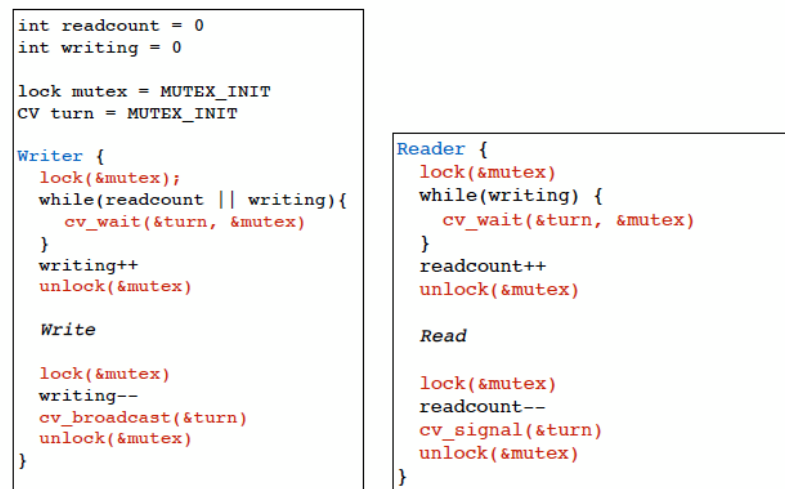 int readcount = 0
int writing = 0
lock mutex = MUTEX_INIT
CV turn = MUTEX_INIT
Writer {
lock(&mutex);
while(readcount || writing){
cv_wait(&turn, &mutex)
}
writing++
unlock(&mutex)
Write
lock(&mutex)
writing--
cv_broadcast(&turn)
unlock(&mutex)
}
Reader {
lock(&mutex)
while(writing) {
cv_wait(&turn, &mutex)
}
readcount++
unlock(&mutex)
Read
lock(&mutex)
readcount--
cv_signal(&turn)
unlock(&mutex)
}